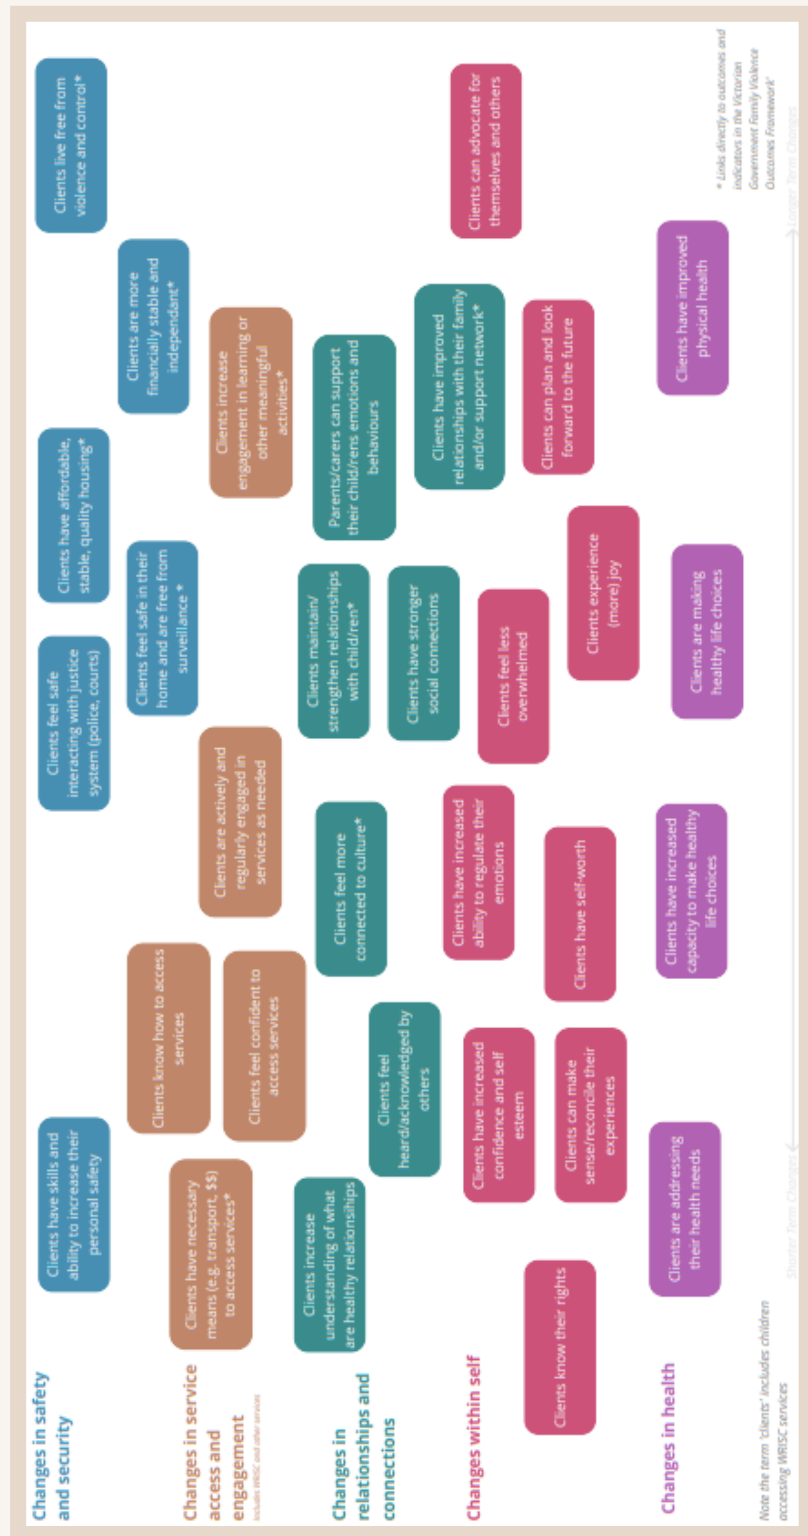 Changes in safety
and security
Clients have skills and
ability to increase their
personal safety
Clients feel safe
interacting with justice
system (police, courts)
Clients feel safe in their
home and are free from
surveillance *
Clients have affordable,
stable, quality housing*
Clients are more
financially stable and
independant*
Clients live free from
violence and control*
Changes in service
access and
engagement
Includes WRISC and other services
Clients have necessary
means (e.g. transport, $$)
to access services*
Clients know how to access
services
Clients feel confident to
access services
Clients are actively and
regularly engaged in
services as needed
Clients increase
engagement in learning or
other meaningful
activities*
Changes in
relationships and
connections
Clients increase
understanding of what
are healthy relationsihips
Clients feel
heard/acknowledged by
others
Clients feel more
connected to culture*
Clients maintain/
strengthen relationships
with child/ren*
Clients have stronger
social connections
Parents/carers can support
their child/rens emotions and
behaviours
Clients have improved
relationships with their family
and/or support network*
Changes within self
Clients know their rights
Clients have increased
confidence and self
esteem
Clients can make
sense/reconcile their
experiences
Clients have increased
ability to regulate their
emotions
Clients have self-worth
Clients feel less
overwhelmed
Clients experience
(more) joy
Clients can plan and look
forward to the future
Clients can advocate for
themselves and others
Changes in health
Clients are addressing
their health needs
Clients have increased
capacity to make healthy
life choices
Clients are making
healthy life choices
Clients have improved
physical health
* Links directly to outcomes and
indicators in the Victorian
Government Family Violence
Outcomes Framework'
Note the term 'clients' includes children
accessing WRISC services
Shorter Term Changes
Longer Term Changes